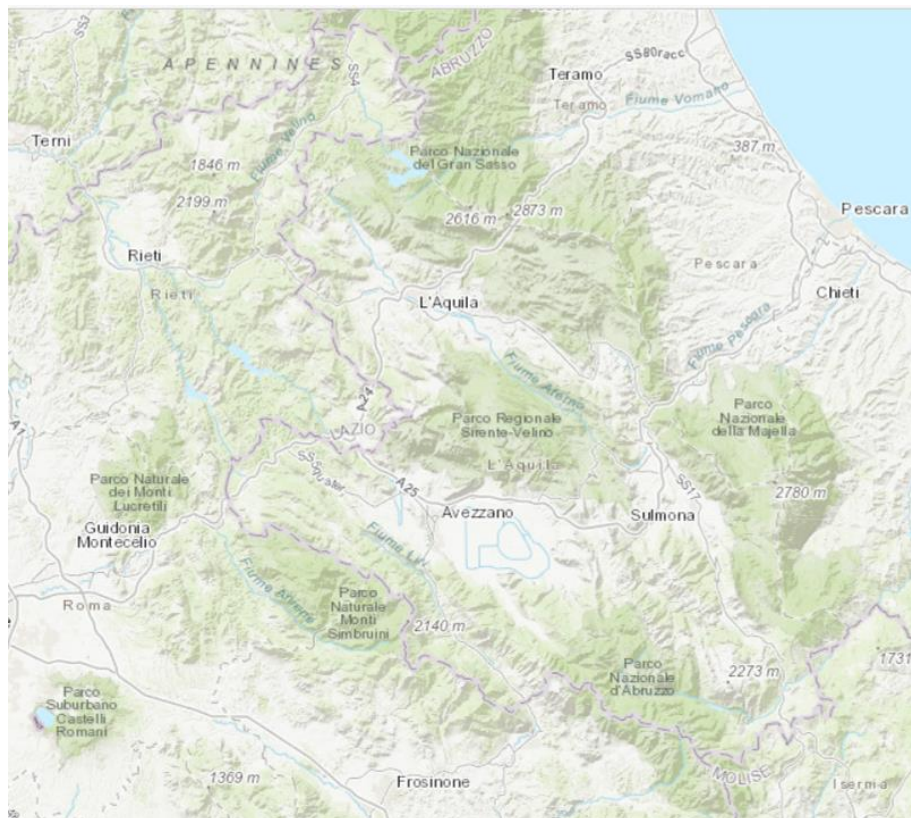 SS3
APENNINES
SS4
ABRUZZO
SS80racc
Teramo
Teramo
Fiume Vomano
Terni
Fiume Velino
Parco Nazionale
del Gran Sasso
387 m
1846 m
2199 m
2616 m
2873 m
Pescara
Rieti
Pescara
Rieti
L'Aquila
Chieti
Fiume Pescara
Fiume Aterno
A24
LAZIO
Parco Regionale
Sirente-Velino
Parco
Nazionale
della Majella
A1
L'Aquila
SS5quater
A25
SS17
Parco Naturale
dei Monti
Lucretili
2780 m
Avezzano
Sulmona
Guidonia
Montecelio
Fiume Liri
Fiume Aniene
Roma
Parco
Naturale
Monti
Simbruini
2140 m
1731
Parco
Nazionale
d'Abruzzo
2273 m
Parco
Suburbano
Castelli
Romani
1369 m
Frosinone
MOLISE
Isernia